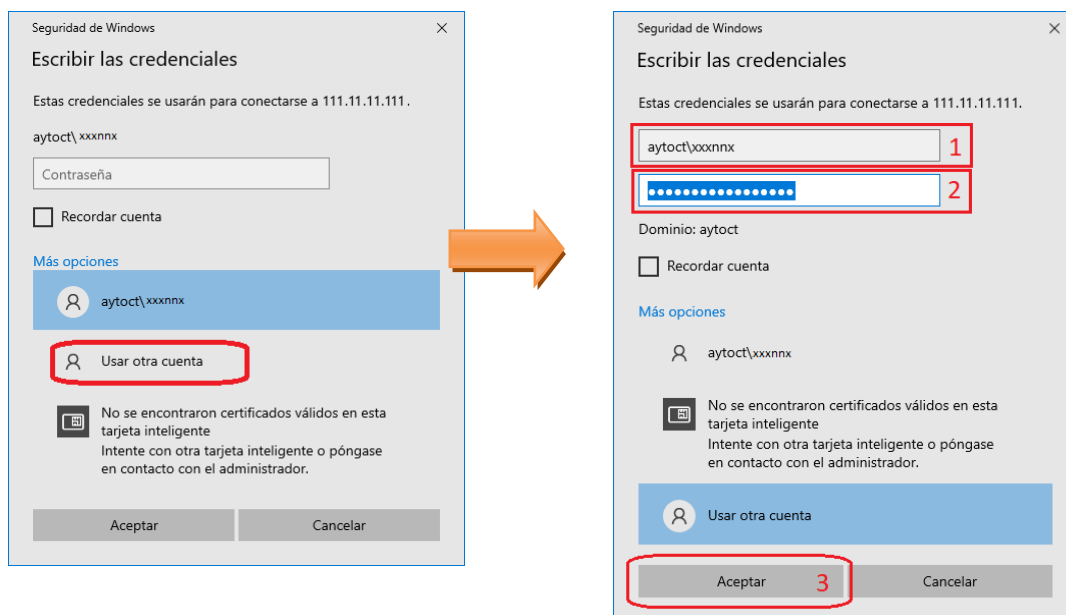 Seguridad de Windows
Escribir las credenciales
Estas credenciales se usarán para conectarse a 111.11.11.111.
aytoct\ xxxnnx
Contraseña
Recordar cuenta
Más opciones
aytoct\ xxxnnx
Usar otra cuenta
No se encontraron certificados válidos en esta
tarjeta inteligente
Intente con otra tarjeta inteligente o póngase
en contacto con el administrador.
Aceptar
Cancelar
Seguridad de Windows
Escribir las credenciales
Estas credenciales se usarán para conectarse a 111.11.11.111.
aytoct\xxxnnx 1
2
Dominio: aytoct
Recordar cuenta
Más opciones
aytoct\xxxnnx
No se encontraron certificados válidos en esta
tarjeta inteligente
Intente con otra tarjeta inteligente o póngase
en contacto con el administrador.
Usar otra cuenta
Aceptar 3
Cancelar